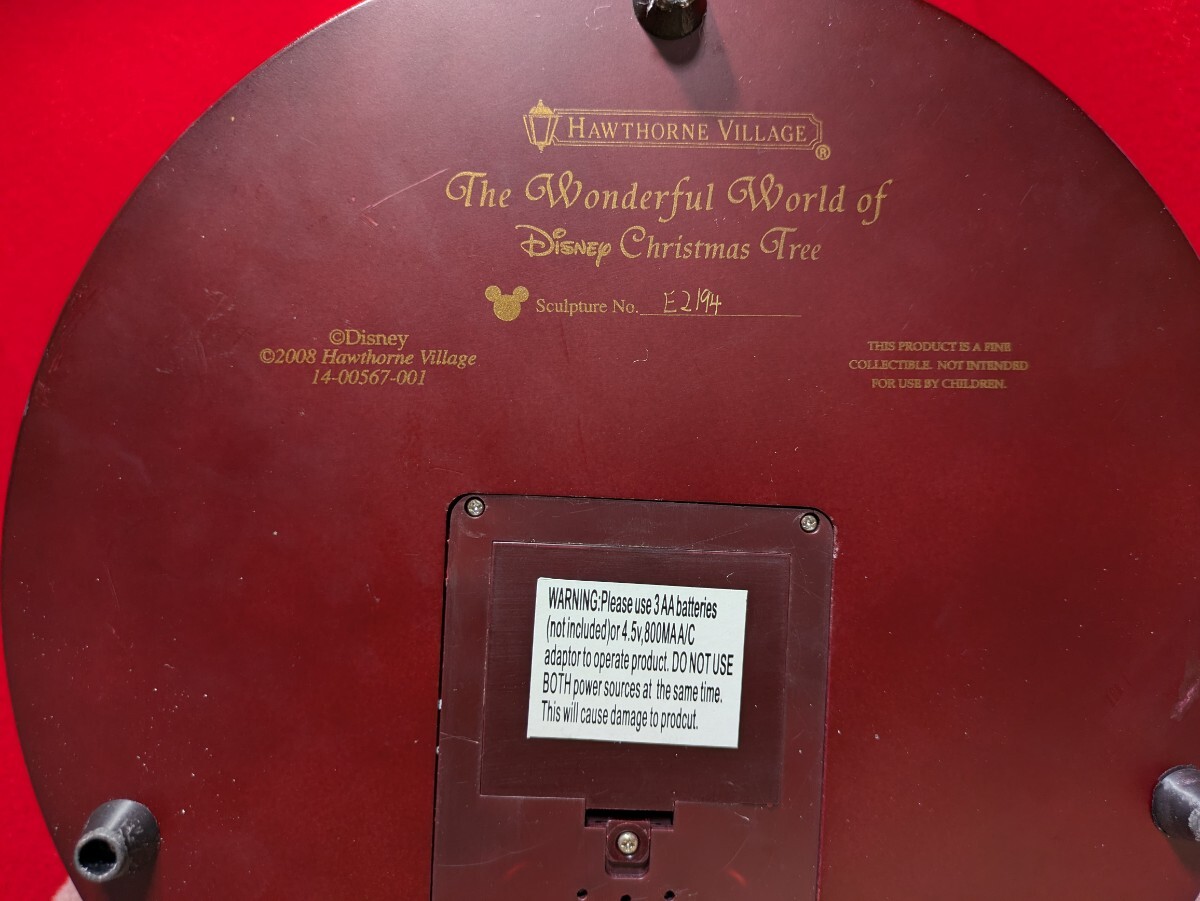 HAWTHORNE VILLAGE ®
The Wonderful World of
Disney Christmas Tree
Sculpture No. E2194
©Disney
©2008 Hawthorne Village
14-00567-001
THIS PRODUCT IS A FINE
COLLECTIBLE. NOT INTENDED
FOR USE BY CHILDREN.
WARNING:Please use 3 AA batteries
(not included)or 4.5v,800MA A/C
adaptor to operate product. DO NOT USE
BOTH power sources at the same time.
This will cause damage to prodcut.